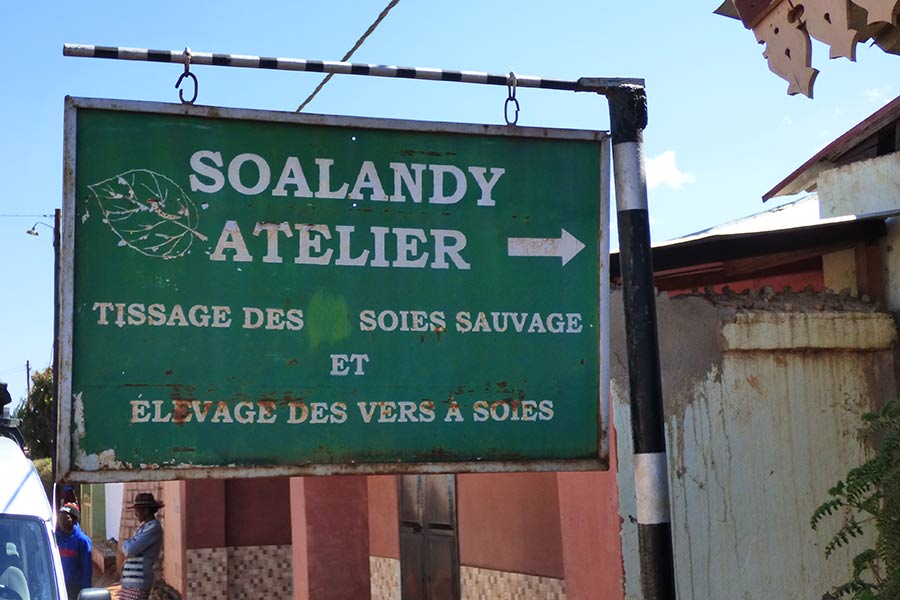 SOALANDY
ATELIER
TISSAGE DES SOIES SAUVAGE
ET
ÉLEVAGE DES VERS A SOIES